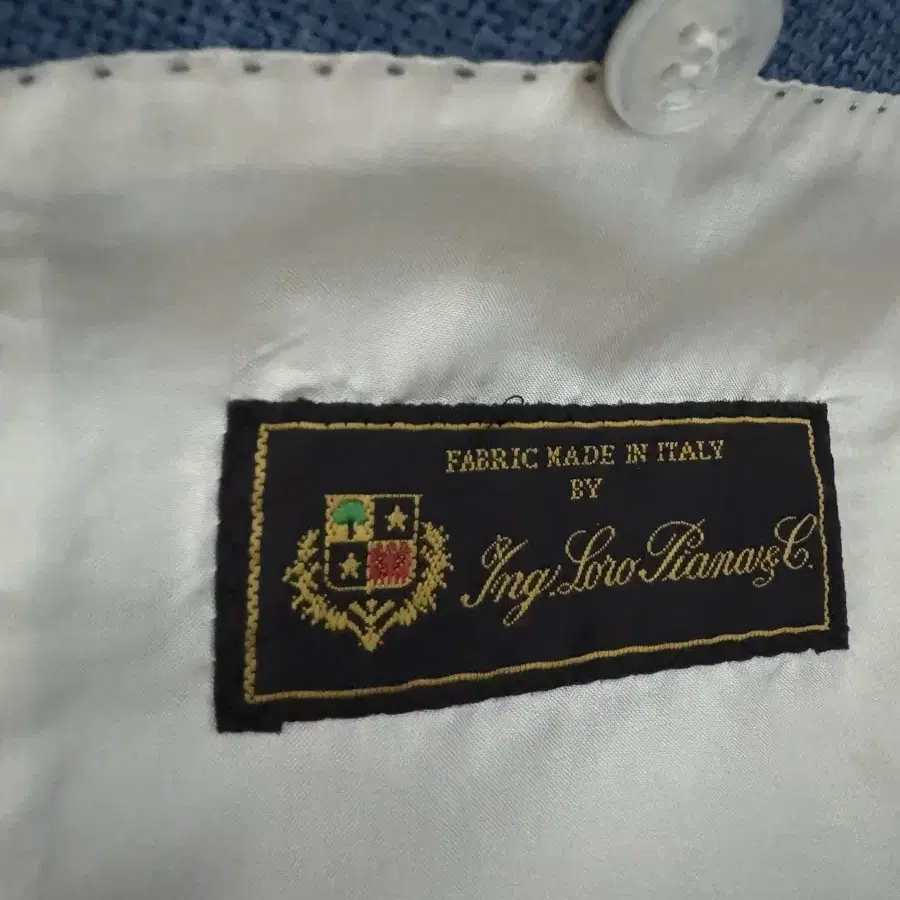 FABRIC MADE IN ITALY
BY
Ing. Loro Piana & C.